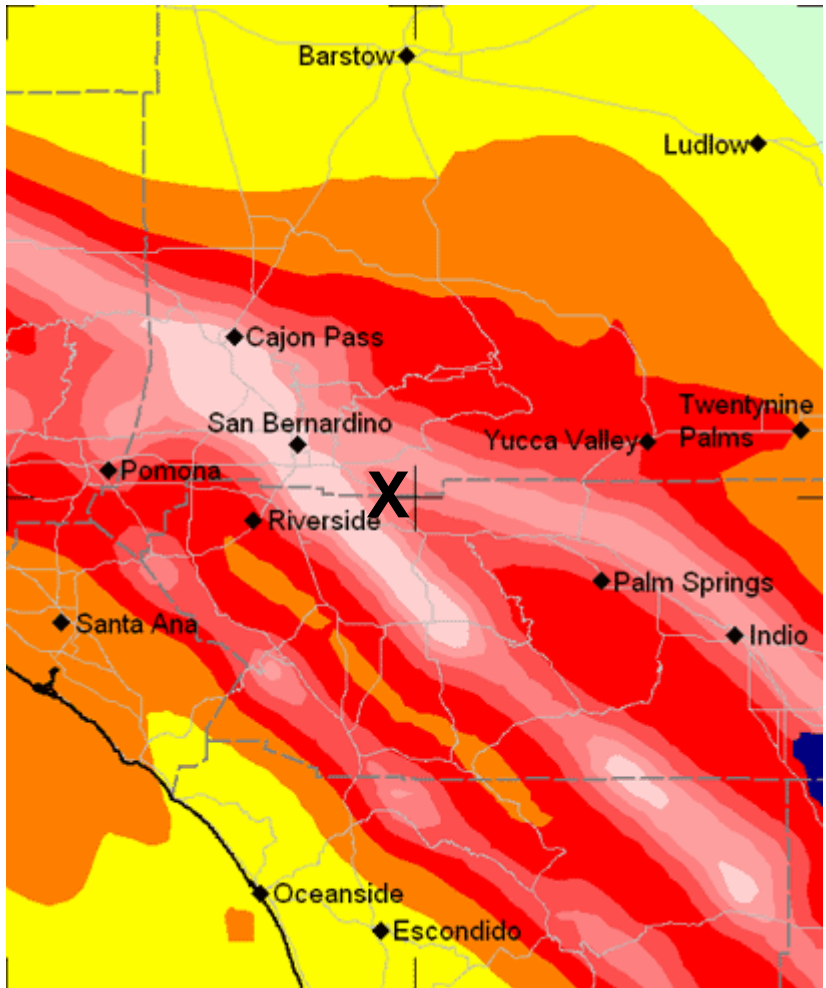 Barstow
Ludlow
Cajon Pass
San Bernardino
Twentynine
Palms
Yucca Valley
Pomona
X
Riverside
Palm Springs
Santa Ana
Indio
Oceanside
Escondido